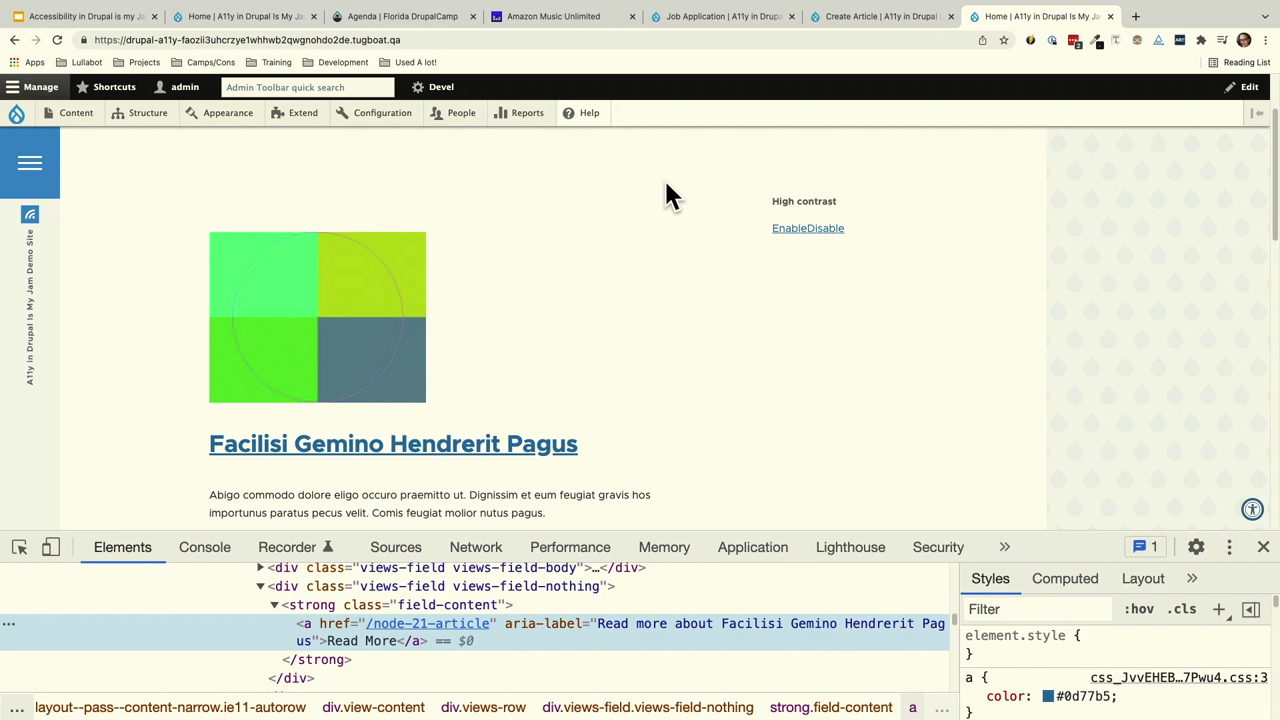 Accessibility in Drupal is my Ja
Home | A11y in Drupal Is My Ja
Agenda | Florida DrupalCamp
Amazon Music Unlimited
Job Application | A11y in Drupa
Create Article | A11y in Drupal
Home | A11y in Drupal Is My Ja
https://drupal-a11y-faozii3uhcrzye1whhwb2qwgnohdo2de.tugboat.qa
Apps Lullabot Projects Camps/Cons Training Development Used A lot! Reading List
Manage Shortcuts admin Admin Toolbar quick search Devel Edit
Content Structure Appearance Extend Configuration People Reports Help
A11y in Drupal Is My Jam Demo Site
High contrast
EnableDisable
Facilisi Gemino Hendrerit Pagus
Abigo commodo dolore eligo occuro praemitto ut. Dignissim et eum feugiat gravis hos
importunus paratus pecus velit. Comis feugiat molior nutus pagus.
Elements Console Recorder Sources Network Performance Memory Application Lighthouse Security » 1
<div class="views-field views-field-body">…</div>
<div class="views-field views-field-nothing">
<strong class="field-content">
<a href="/node-21-article" aria-label="Read more about Facilisi Gemino Hendrerit Pag
us">Read More</a> == $0
</strong>
</div>
... layout--pass--content-narrow.ie11-autorow div.view-content div.views-row div.views-field.views-field-nothing strong.field-content a ...
Styles Computed Layout »
Filter :hov .cls +
element.style {
}
a { css_JvvEHEB…7Pwu4.css:3
color: #0d77b5;
}